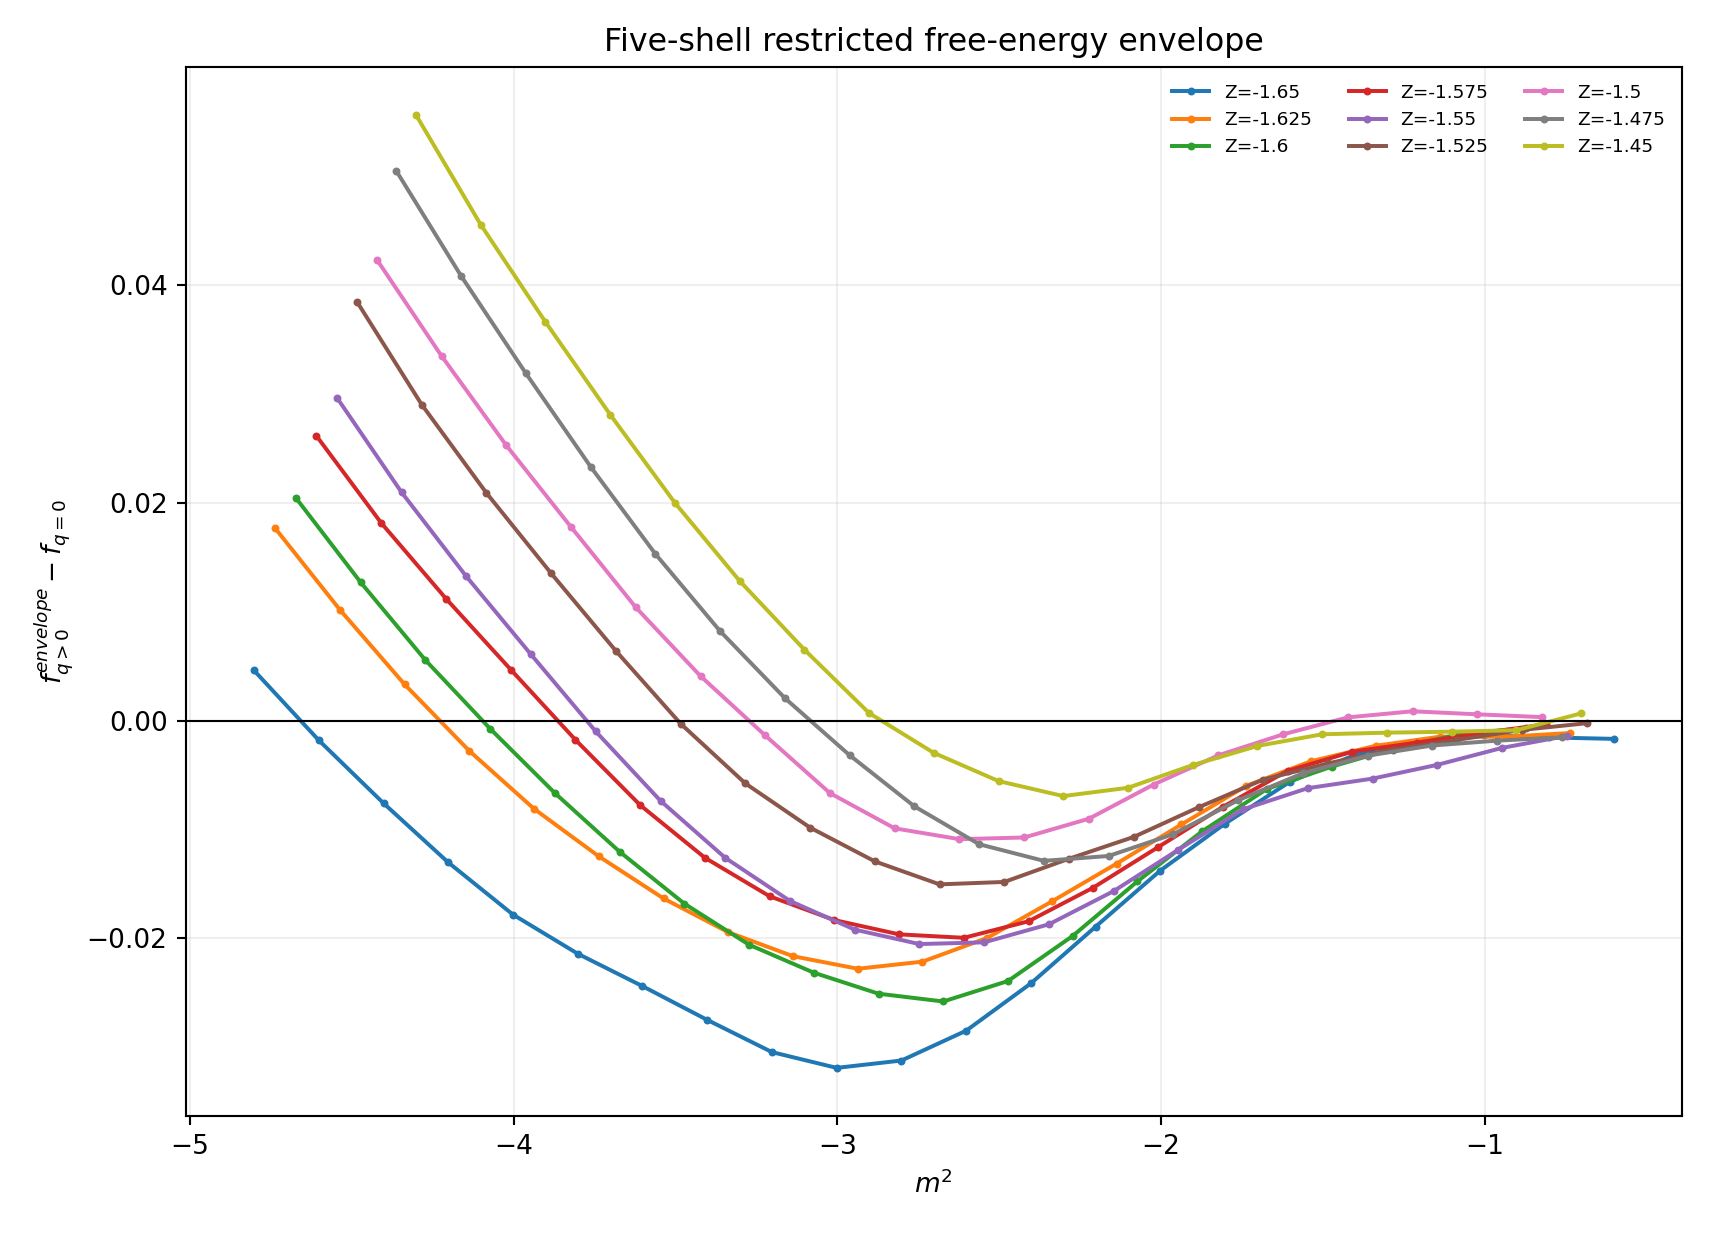 Five-shell restricted free-energy envelope
Z=-1.65
Z=-1.625
Z=-1.6
Z=-1.575
Z=-1.55
Z=-1.525
Z=-1.5
Z=-1.475
Z=-1.45
0.04
0.02
0.00
−0.02
−5
−4
−3
−2
−1
m²
f_{q>0}^{envelope} − f_{q=0}